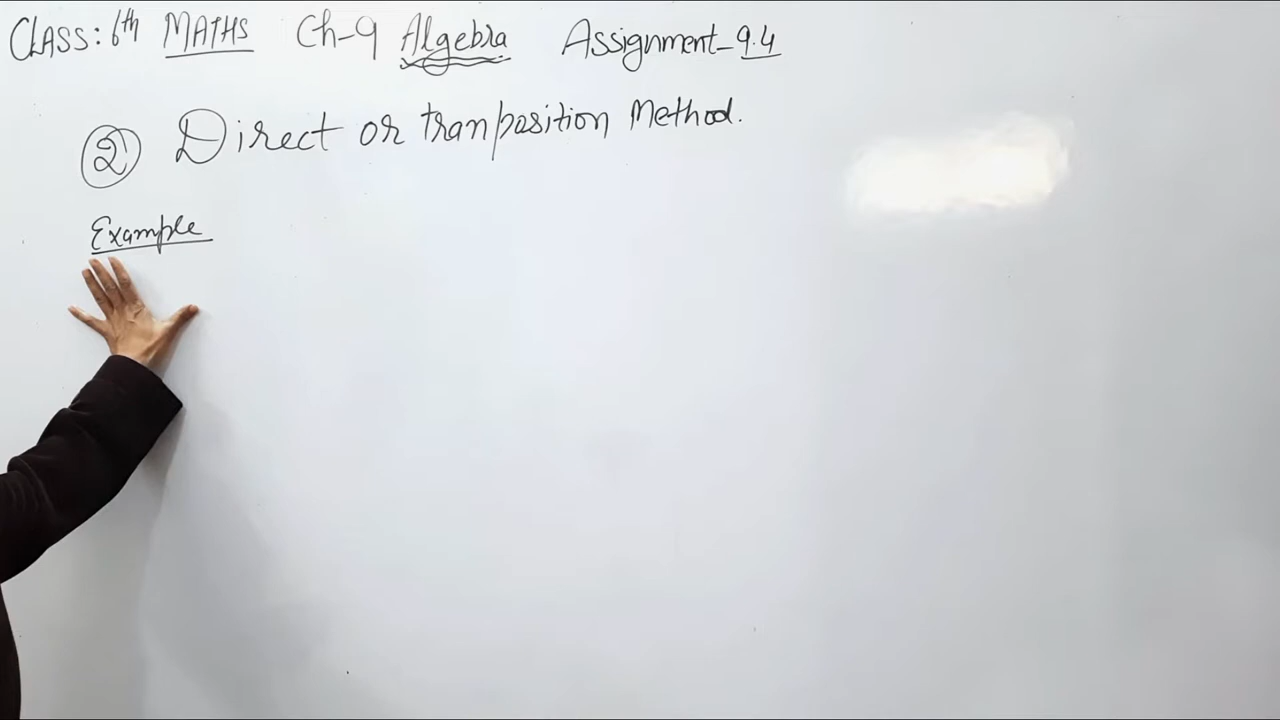 CLASS: 6th MATHS Ch-9 Algebra Assignment-9.4
2 Direct or tranposition Method.
Example